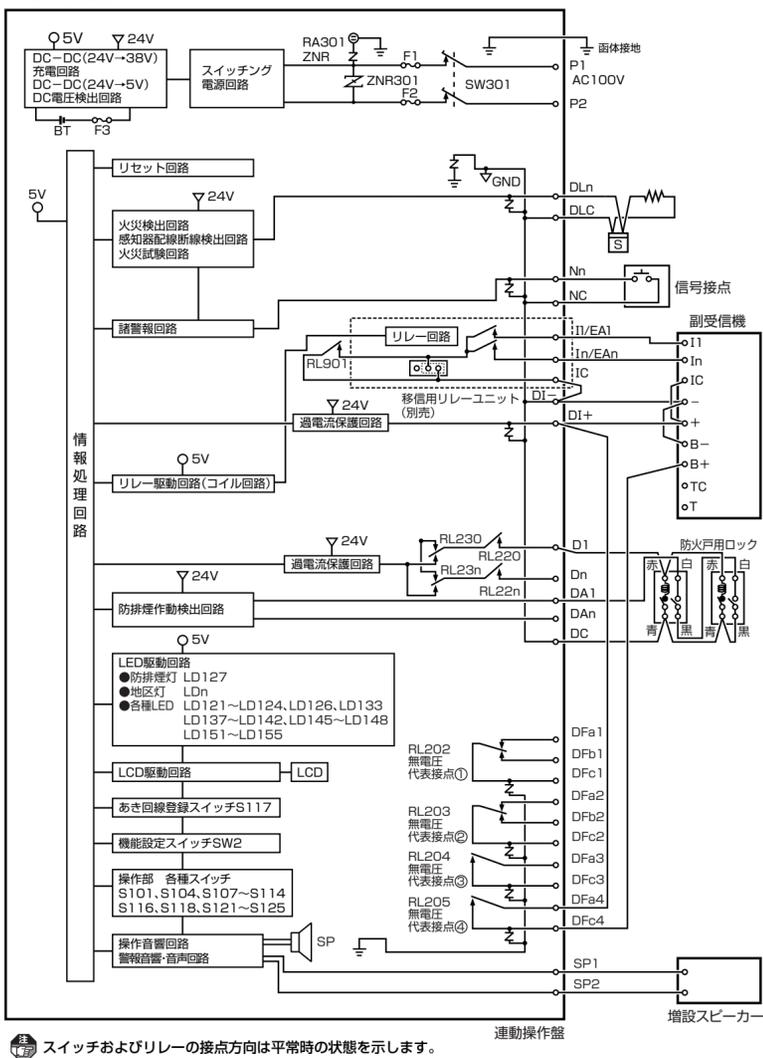 5V
24V
DC−DC(24V→38V)
充電回路
DC−DC(24V→5V)
DC電圧検出回路
BT
F3
スイッチング
電源回路
RA301
ZNR
ZNR301
F1
F2
SW301
函体接地
P1
AC100V
P2
5V
情報処理回路
リセット回路
24V
火災検出回路
感知器配線断線検出回路
火災試験回路
諸警報回路
GND
DLn
DLC
S
Nn
NC
信号接点
リレー回路
RL901
移信用リレーユニット
(別売)
I1/EA1
In/EAn
IC
DI−
DI+
副受信機
I1
In
IC
−
+
B−
B+
TC
T
24V
過電流保護回路
5V
リレー駆動回路(コイル回路)
24V
過電流保護回路
RL230
RL220
RL23n
RL22n
D1
Dn
DA1
DAn
DC
防火戸用ロック
赤
白
赤
白
青
黒
青
黒
24V
防排煙作動検出回路
5V
LED駆動回路
●防排煙灯 LD127
●地区灯 LDn
●各種LED LD121〜LD124、LD126、LD133
LD137〜LD142、LD145〜LD148
LD151〜LD155
LCD駆動回路
LCD
あき回線登録スイッチS117
機能設定スイッチSW2
操作部 各種スイッチ
S101、S104、S107〜S114
S116、S118、S121〜S125
操作音響回路
警報音響・音声回路
SP
RL202
無電圧
代表接点①
RL203
無電圧
代表接点②
RL204
無電圧
代表接点③
RL205
無電圧
代表接点④
DFa1
DFb1
DFc1
DFa2
DFb2
DFc2
DFa3
DFc3
DFa4
DFc4
SP1
SP2
増設スピーカー
連動操作盤
注 スイッチおよびリレーの接点方向は平常時の状態を示します。